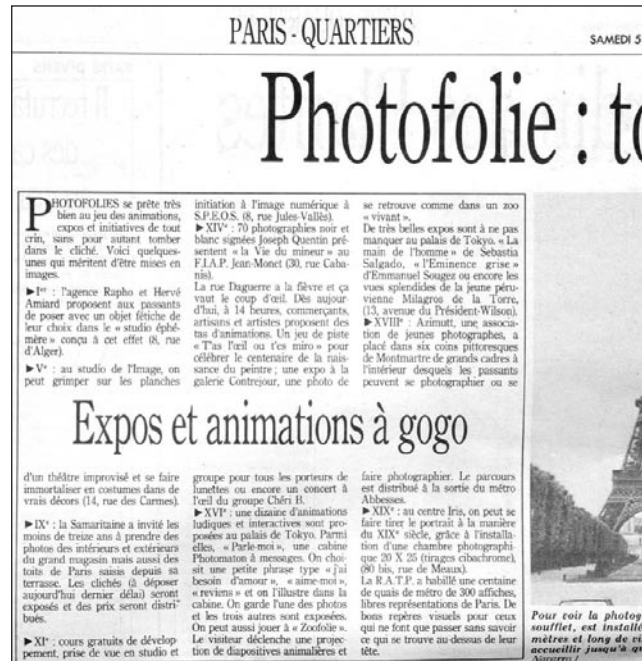 PARIS - QUARTIERS
SAMEDI 5
Photofolie : to
PHOTOFOLIES se prête très
bien au jeu des animations,
expos et initiatives de tout
crin, sans pour autant tomber
dans le cliché. Voici quelques-
unes qui méritent d'être mises en
images.
►Iᵉʳ : l'agence Rapho et Hervé
Amiard proposent aux passants
de poser avec un objet fétiche de
leur choix dans le « studio éphé-
mère » conçu à cet effet (8, rue
d'Alger).
►Vᵉ : au studio de l'Image, on
peut grimper sur les planches
initiation à l'image numérique à
S.P.E.O.S. (8, rue Jules-Vallès).
►XIVᵉ : 70 photographies noir et
blanc signées Joseph Quentin pré-
sentent « la Vie du mineur » au
F.I.A.P. Jean-Monet (30, rue Caba-
nis).
La rue Daguerre a la fièvre et ça
vaut le coup d'œil. Dès aujour-
d'hui, à 14 heures, commerçants,
artisans et artistes proposent des
tas d'animations. Un jeu de piste
« T'as l'œil ou t'es miro » pour
célébrer le centenaire de la nais-
sance du peintre ; une expo à la
galerie Contrejour, une photo de
se retrouve comme dans un zoo
« vivant ».
De très belles expos sont à ne pas
manquer au palais de Tokyo. « La
main de l'homme » de Sebastia
Salgado, « l'Eminence grise »
d'Emmanuel Sougez ou encore les
vues splendides de la jeune péru-
vienne Milagros de la Torre,
(13, avenue du Président-Wilson).
►XVIIIᵉ : Azimutt, une associa-
tion de jeunes photographes, a
placé dans six coins pittoresques
de Montmartre de grands cadres à
l'intérieur desquels les passants
peuvent se photographier ou se
Expos et animations à gogo
d'un théâtre improvisé et se faire
immortaliser en costumes dans de
vrais décors (14, rue des Carmes).
►IXᵉ : la Samaritaine a invité les
moins de treize ans à prendre des
photos des intérieurs et extérieurs
du grand magasin mais aussi des
toits de Paris saisis depuis sa
terrasse. Les clichés (à déposer
aujourd'hui dernier délai) seront
exposés et des prix seront distri-
bués.
►XIᵉ : cours gratuits de dévelop-
pement, prise de vue en studio et
groupe pour tous les porteurs de
lunettes ou encore un concert à
l'œil du groupe Chéri B.
►XVIᵉ : une dizaine d'animations
ludiques et interactives sont pro-
posées au palais de Tokyo. Parmi
elles, « Parle-moi », une cabine
Photomaton à messages. On choi-
sit une petite phrase type « j'ai
besoin d'amour », « aime-moi »,
« reviens » et on l'illustre dans la
cabine. On garde l'une des photos
et les trois autres sont exposées.
On peut aussi jouer à « Zoofolie ».
Le visiteur déclenche une projec-
tion de diapositives animalières et
faire photographier. Le parcours
est distribué à la sortie du métro
Abbesses.
►XIXᵉ : au centre Iris, on peut se
faire tirer le portrait à la manière
du XIXᵉ siècle, grâce à l'installa-
tion d'une chambre photographi-
que 20 X 25 (tirages cibachrome),
(80 bis, rue de Meaux).
La R.A.T.P. a habillé une centaine
de quais de métro de 300 affiches,
libres représentations de Paris. De
bons repères visuels pour ceux
qui ne font que passer sans savoir
ce qui se trouve au-dessus de leur
tête.
Pour voir la photog
soufflet, est installé
mètres et long de vi
accueillir jusqu'à